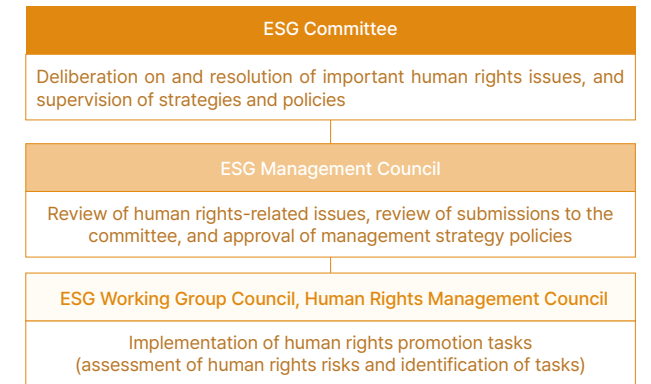 ESG Committee
Deliberation on and resolution of important human rights issues, and
supervision of strategies and policies
ESG Management Council
Review of human rights-related issues, review of submissions to the
committee, and approval of management strategy policies
ESG Working Group Council, Human Rights Management Council
Implementation of human rights promotion tasks
(assessment of human rights risks and identification of tasks)